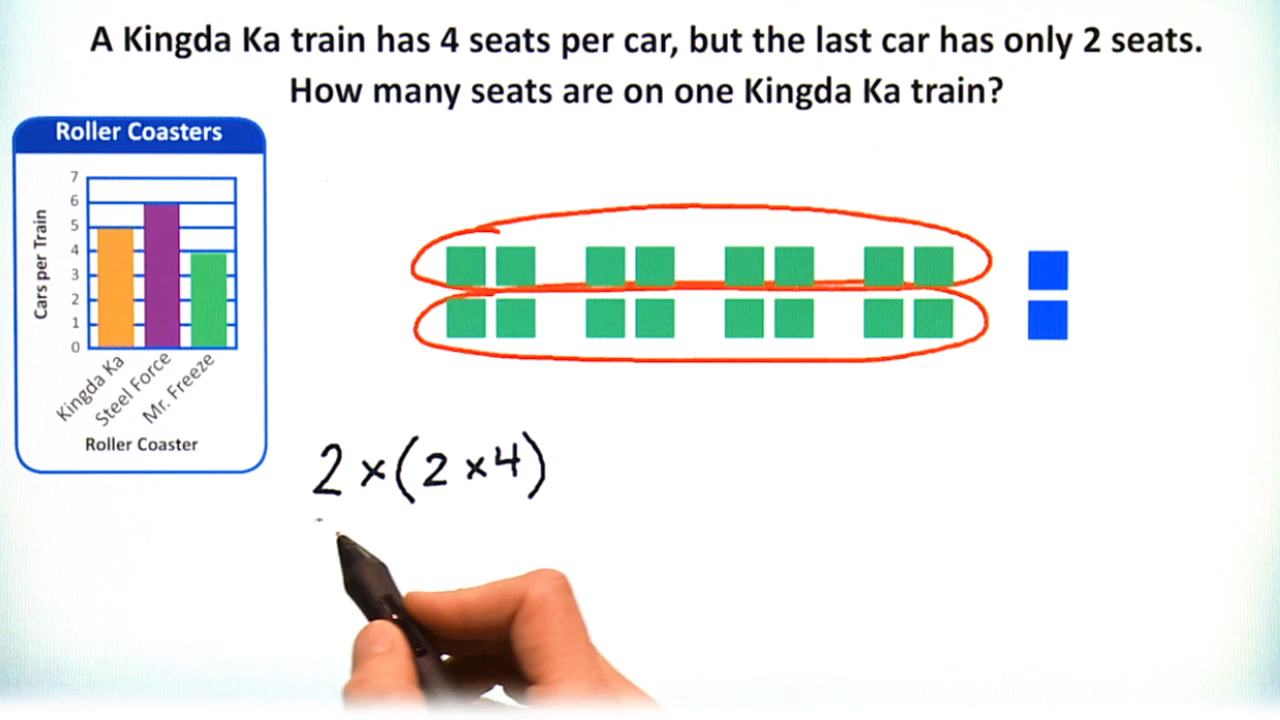 A Kingda Ka train has 4 seats per car, but the last car has only 2 seats.
How many seats are on one Kingda Ka train?
Roller Coasters
Cars per Train
7
6
5
4
3
2
1
0
Kingda Ka
Steel Force
Mr. Freeze
Roller Coaster
2 × (2 × 4)